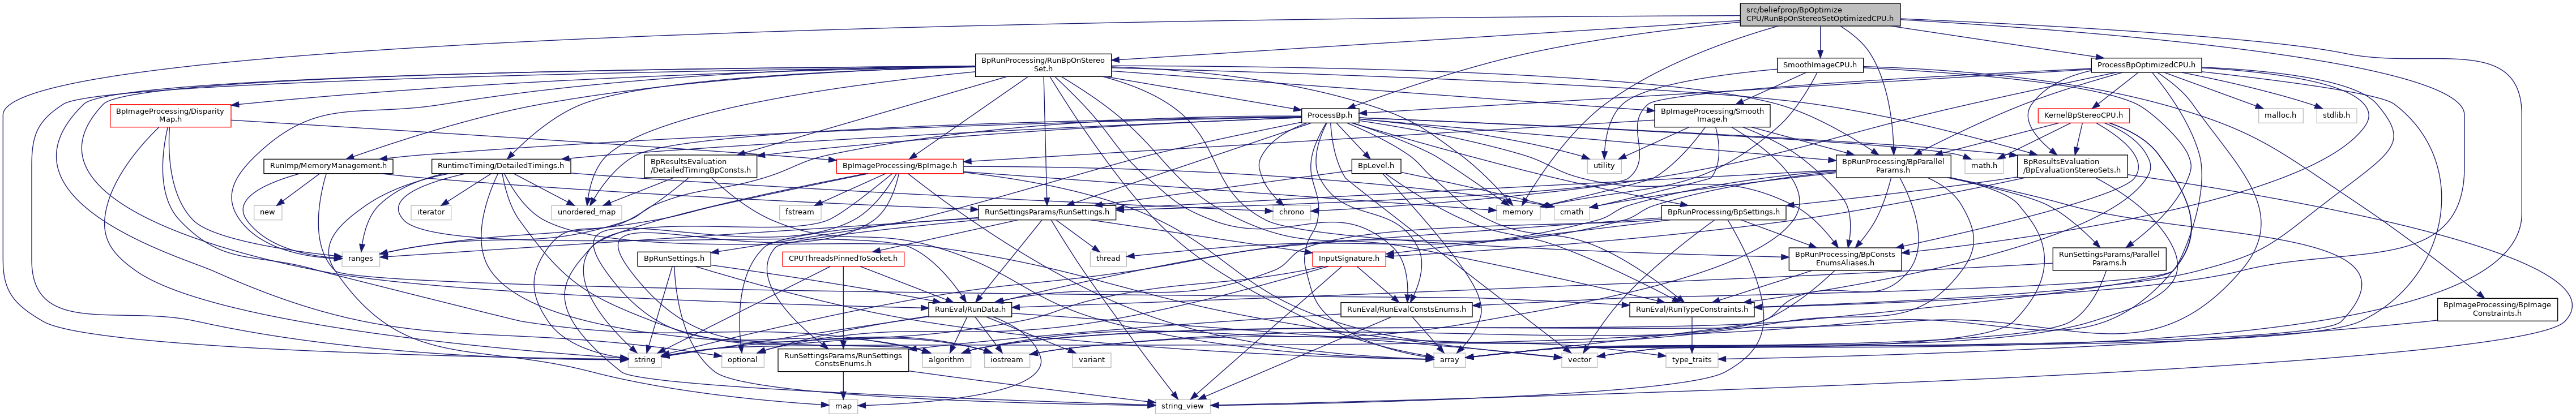 src/beliefprop/BpOptimize
CPU/RunBpOnStereoSetOptimizedCPU.h
BpRunProcessing/RunBpOnStereo
Set.h
SmoothImageCPU.h
ProcessBpOptimizedCPU.h
BpImageProcessing/Disparity
Map.h
ProcessBp.h
BpImageProcessing/Smooth
Image.h
KernelBpStereoCPU.h
malloc.h
stdlib.h
RunImp/MemoryManagement.h
RuntimeTiming/DetailedTimings.h
BpResultsEvaluation
/DetailedTimingBpConsts.h
BpImageProcessing/BpImage.h
BpLevel.h
utility
BpRunProcessing/BpParallel
Params.h
math.h
BpResultsEvaluation
/BpEvaluationStereoSets.h
new
iterator
unordered_map
fstream
RunSettingsParams/RunSettings.h
chrono
memory
cmath
BpRunProcessing/BpSettings.h
ranges
BpRunSettings.h
CPUThreadsPinnedToSocket.h
thread
InputSignature.h
BpRunProcessing/BpConsts
EnumsAliases.h
RunSettingsParams/Parallel
Params.h
RunEval/RunData.h
RunEval/RunEvalConstsEnums.h
RunEval/RunTypeConstraints.h
BpImageProcessing/BpImage
Constraints.h
string
optional
RunSettingsParams/RunSettings
ConstsEnums.h
algorithm
iostream
variant
array
vector
type_traits
optional
map
string_view